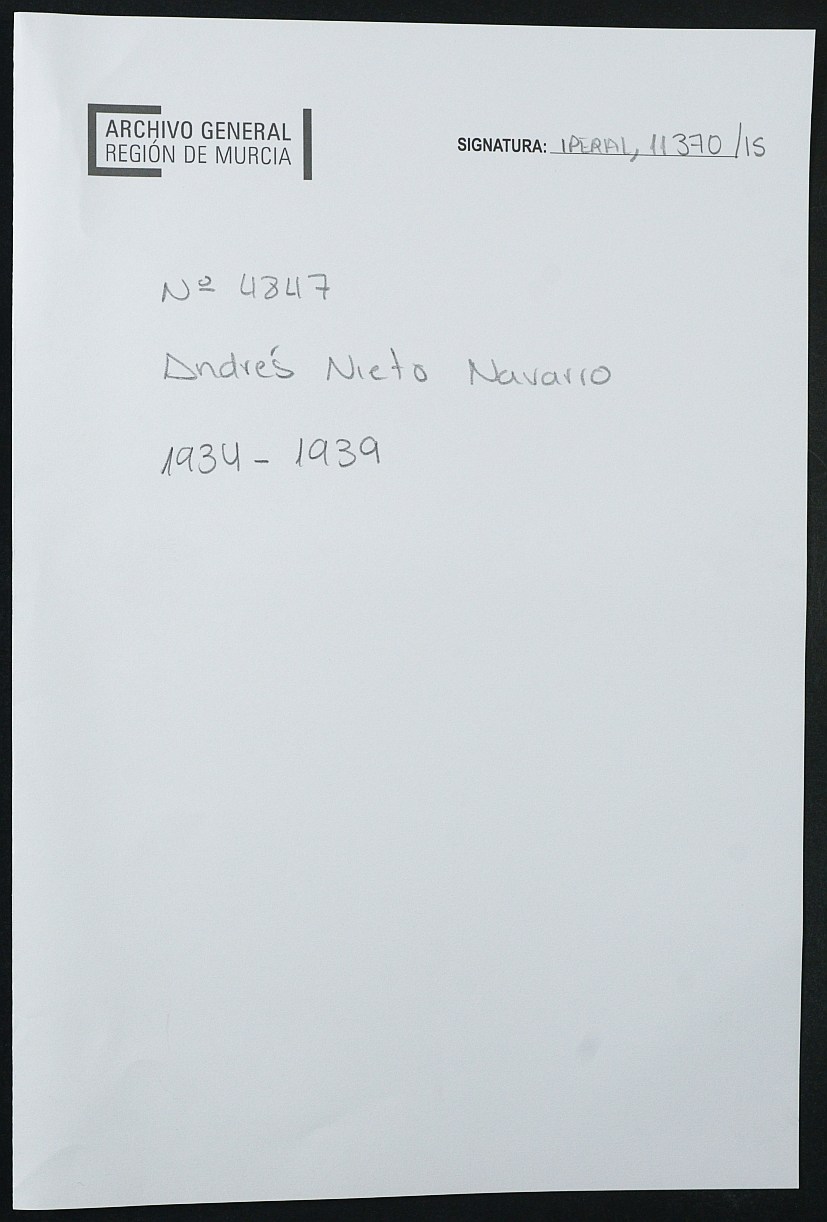 ARCHIVO GENERAL
REGIÓN DE MURCIA
SIGNATURA: IPERAL, 11370/15
Nº 4847
Andrés Nieto Navarro
1934 - 1939